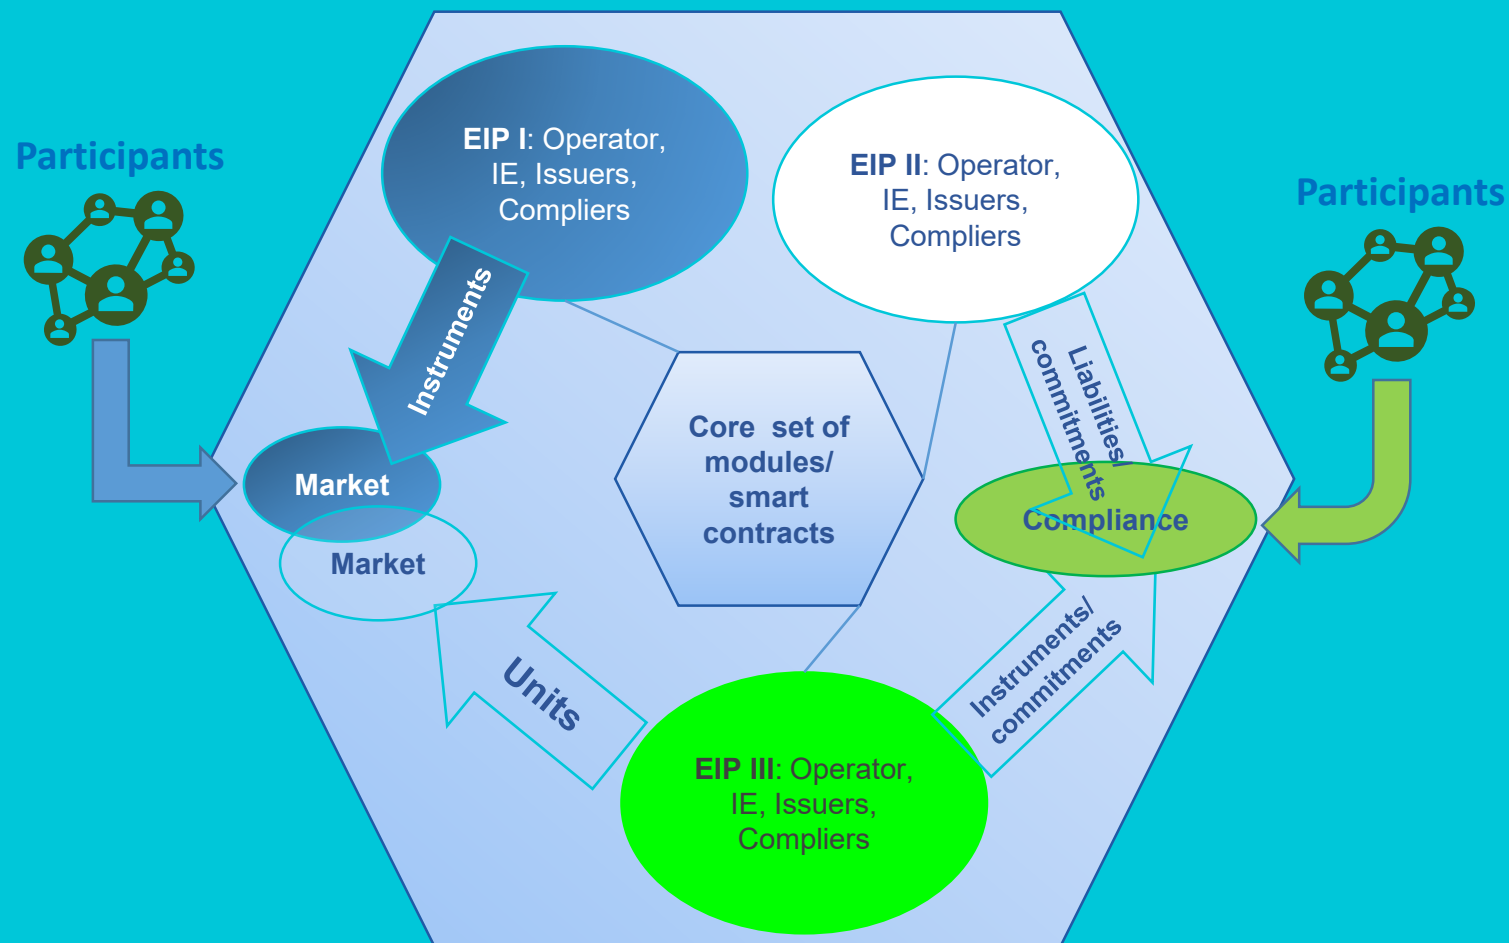 Participants
EIP I: Operator,
IE, Issuers,
Compliers
EIP II: Operator,
IE, Issuers,
Compliers
Participants
Instruments
Liabilities/
commitments
Core set of
modules/
smart
contracts
Market
Market
Compliance
Units
Instruments/
commitments
EIP III: Operator,
IE, Issuers,
Compliers